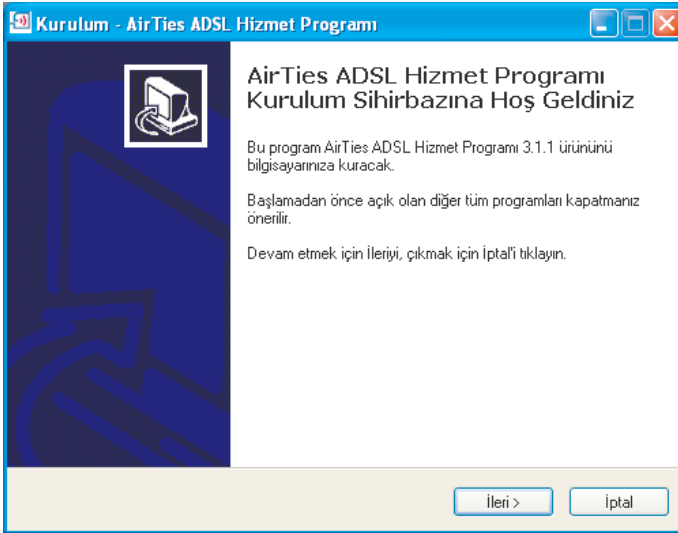 Kurulum - AirTies ADSL Hizmet Programı
AirTies ADSL Hizmet Programı
Kurulum Sihirbazına Hoş Geldiniz
Bu program AirTies ADSL Hizmet Programı 3.1.1 ürününü
bilgisayarınıza kuracak.
Başlamadan önce açık olan diğer tüm programları kapatmanız
önerilir.
Devam etmek için İleriyi, çıkmak için İptal'i tıklayın.
İleri >
İptal